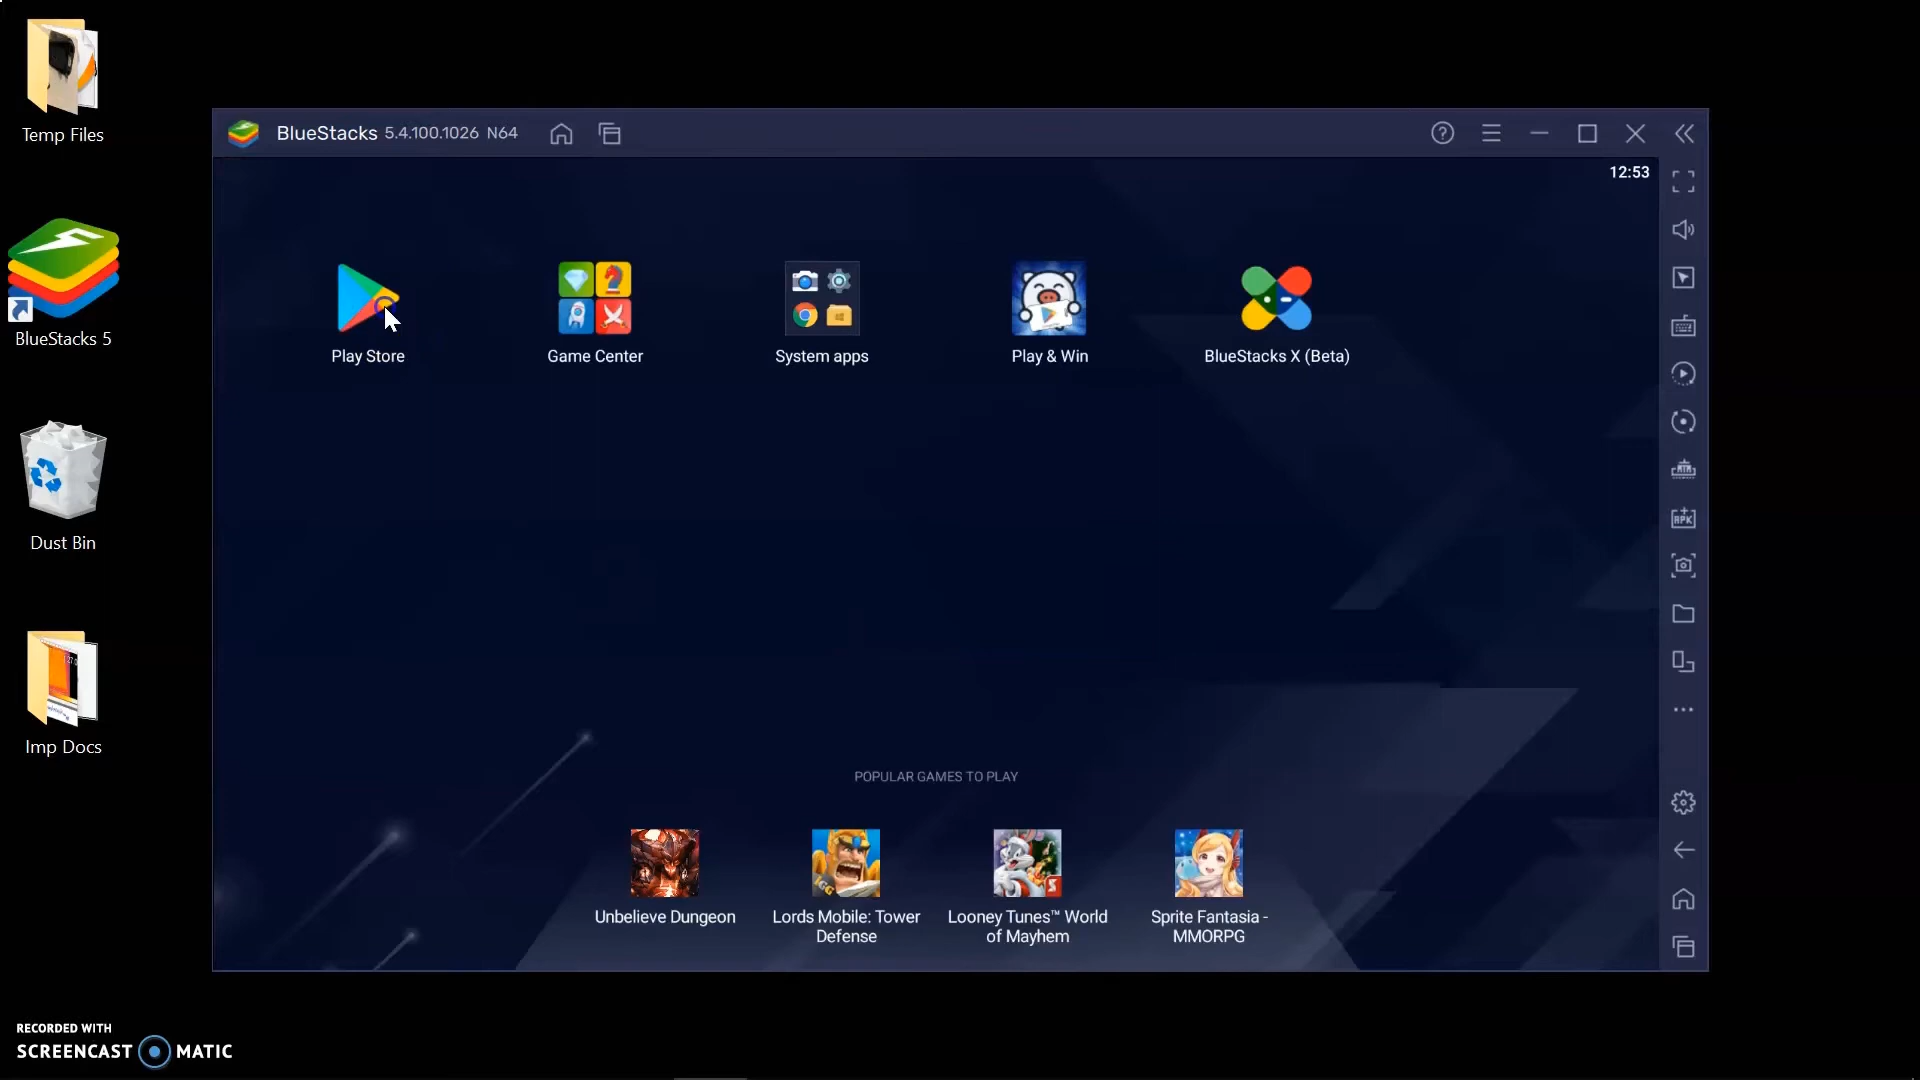 Temp Files
BlueStacks 5
Dust Bin
Imp Docs
BlueStacks 5.4.100.1026 N64
12:53
Play Store
Game Center
System apps
Play & Win
BlueStacks X (Beta)
APK
POPULAR GAMES TO PLAY
IGG
Unbelieve Dungeon
Lords Mobile: Tower
Defense
Looney Tunes™ World
of Mayhem
Sprite Fantasia -
MMORPG
RECORDED WITH
SCREENCAST MATIC